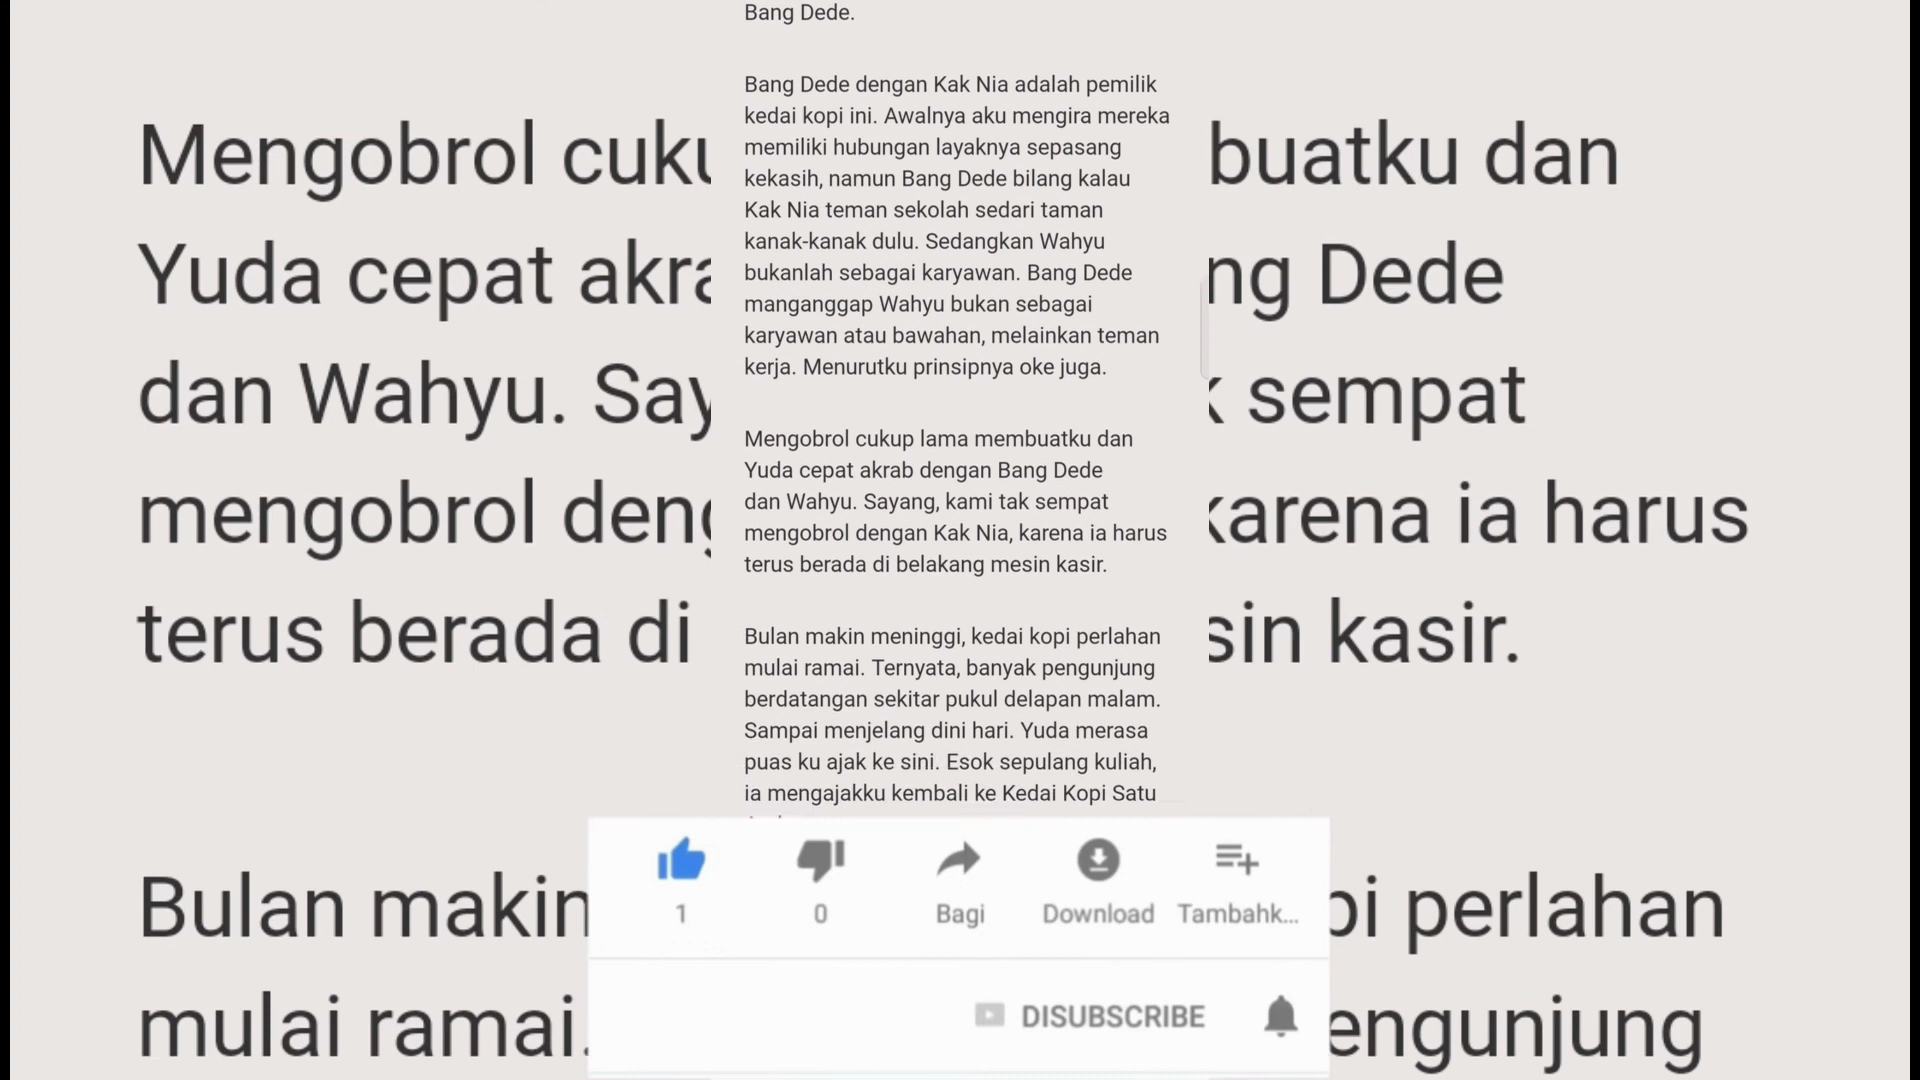 Bang Dede.
Bang Dede dengan Kak Nia adalah pemilik
kedai kopi ini. Awalnya aku mengira mereka
memiliki hubungan layaknya sepasang
kekasih, namun Bang Dede bilang kalau
Kak Nia teman sekolah sedari taman
kanak-kanak dulu. Sedangkan Wahyu
bukanlah sebagai karyawan. Bang Dede
manganggap Wahyu bukan sebagai
karyawan atau bawahan, melainkan teman
kerja. Menurutku prinsipnya oke juga.
Mengobrol cukup lama membuatku dan
Yuda cepat akrab dengan Bang Dede
dan Wahyu. Sayang, kami tak sempat
mengobrol dengan Kak Nia, karena ia harus
terus berada di belakang mesin kasir.
Bulan makin meninggi, kedai kopi perlahan
mulai ramai. Ternyata, banyak pengunjung
berdatangan sekitar pukul delapan malam.
Sampai menjelang dini hari. Yuda merasa
puas ku ajak ke sini. Esok sepulang kuliah,
ia mengajakku kembali ke Kedai Kopi Satu
Mengobrol cuku buatku dan
Yuda cepat akra ng Dede
dan Wahyu. Say k sempat
mengobrol deng karena ia harus
terus berada di sin kasir.
Bulan makin pi perlahan
mulai ramai. engunjung
1 0 Bagi Download Tambahk...
DISUBSCRIBE